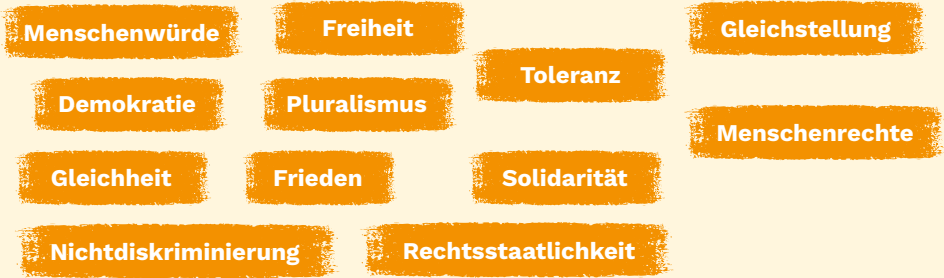 Menschenwürde
Freiheit
Gleichstellung
Toleranz
Demokratie
Pluralismus
Menschenrechte
Gleichheit
Frieden
Solidarität
Nichtdiskriminierung
Rechtsstaatlichkeit